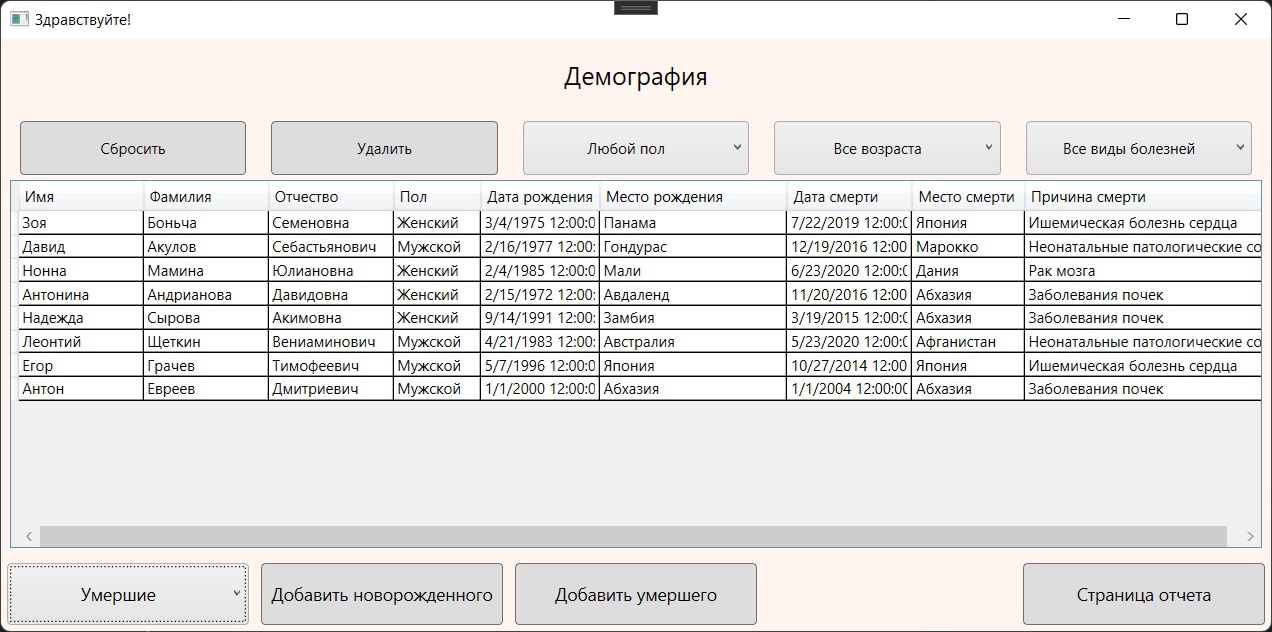 Здравствуйте!
Демография
Сбросить Удалить Любой пол Все возраста Все виды болезней
Имя Фамилия Отчество Пол Дата рождения Место рождения Дата смерти Место смерти Причина смерти
Зоя Боньча Семеновна Женский 3/4/1975 12:00:0 Панама 7/22/2019 12:00:0 Япония Ишемическая болезнь сердца
Давид Акулов Себастьянович Мужской 2/16/1977 12:00: Гондурас 12/19/2016 12:00 Марокко Неонатальные патологические со
Нонна Мамина Юлиановна Женский 2/4/1985 12:00:0 Мали 6/23/2020 12:00:0 Дания Рак мозга
Антонина Андрианова Давидовна Женский 2/15/1972 12:00: Авдаленд 11/20/2016 12:00 Абхазия Заболевания почек
Надежда Сырова Акимовна Женский 9/14/1991 12:00: Замбия 3/19/2015 12:00:0 Абхазия Заболевания почек
Леонтий Щеткин Вениаминович Мужской 4/21/1983 12:00: Австралия 5/23/2020 12:00:0 Афганистан Неонатальные патологические со
Егор Грачев Тимофеевич Мужской 5/7/1996 12:00:0 Япония 10/27/2014 12:00 Япония Ишемическая болезнь сердца
Антон Евреев Дмитриевич Мужской 1/1/2000 12:00:0 Абхазия 1/1/2004 12:00:00 Абхазия Заболевания почек
Умершие Добавить новорожденного Добавить умершего Страница отчета